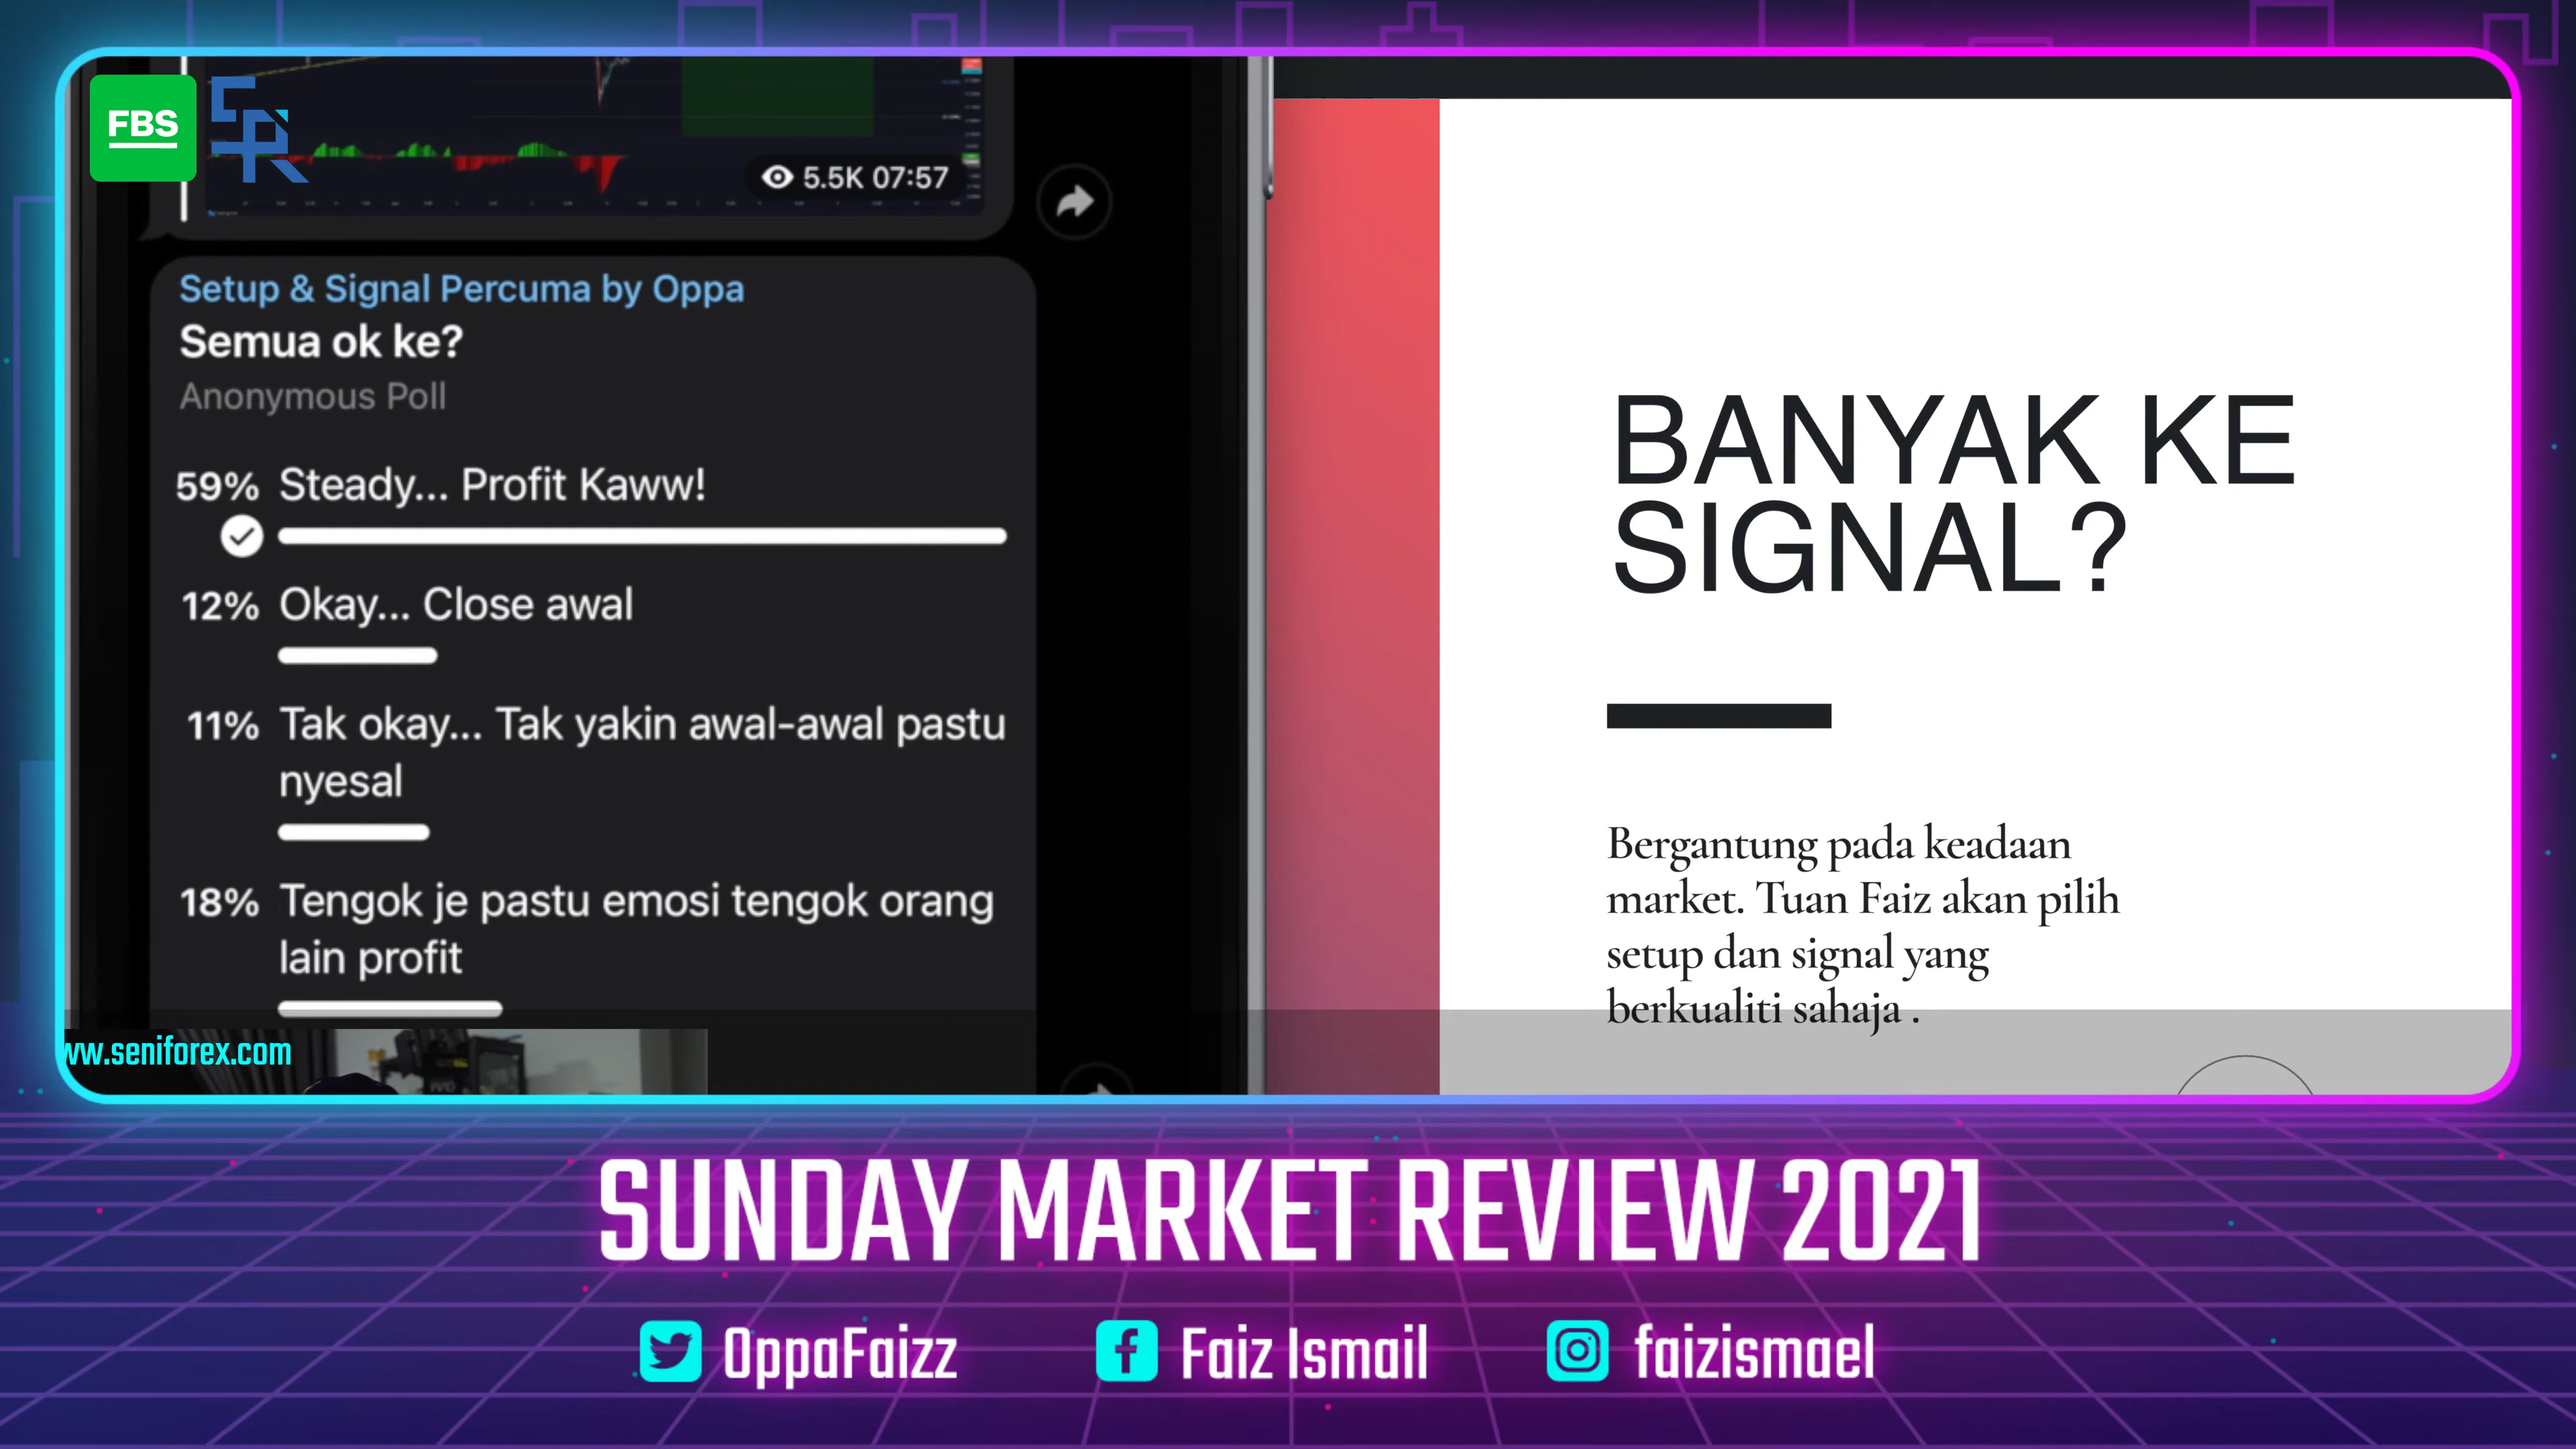 FBS
5.5K 07:57
Setup & Signal Percuma by Oppa
Semua ok ke?
Anonymous Poll
59% Steady... Profit Kaww!
12% Okay... Close awal
11% Tak okay... Tak yakin awal-awal pastu
nyesal
18% Tengok je pastu emosi tengok orang
lain profit
ww.seniforex.com
BANYAK KE
SIGNAL?
Bergantung pada keadaan
market. Tuan Faiz akan pilih
setup dan signal yang
berkualiti sahaja .
SUNDAY MARKET REVIEW 2021
OppaFaizz
Faiz Ismail
faizismael